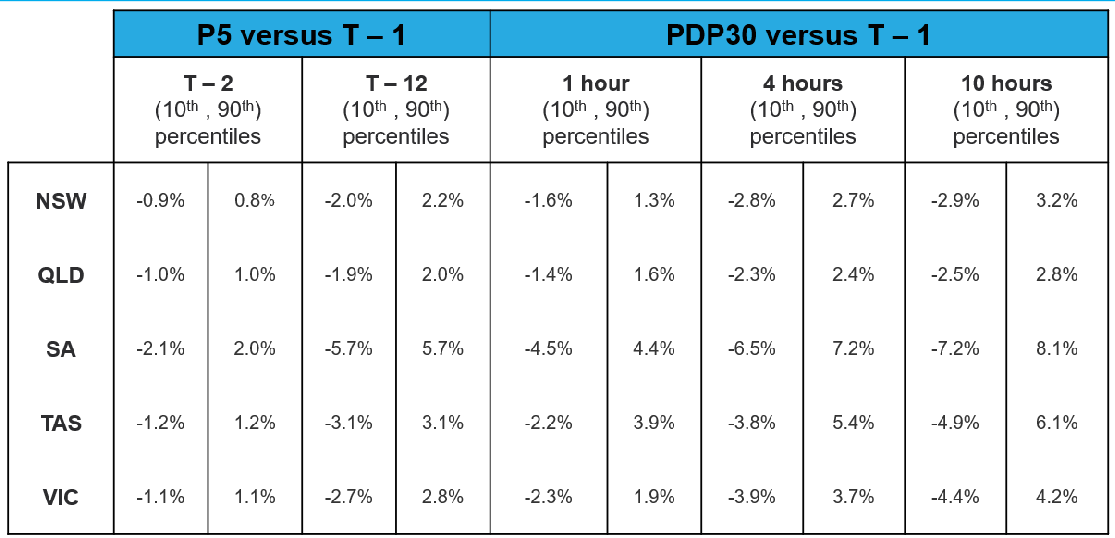 P5 versus T – 1 PDP30 versus T – 1
T – 2 T – 12 1 hour 4 hours 10 hours
(10th , 90th) (10th , 90th) (10th , 90th) (10th , 90th) (10th , 90th)
percentiles percentiles percentiles percentiles percentiles
NSW -0.9% 0.8% -2.0% 2.2% -1.6% 1.3% -2.8% 2.7% -2.9% 3.2%
QLD -1.0% 1.0% -1.9% 2.0% -1.4% 1.6% -2.3% 2.4% -2.5% 2.8%
SA -2.1% 2.0% -5.7% 5.7% -4.5% 4.4% -6.5% 7.2% -7.2% 8.1%
TAS -1.2% 1.2% -3.1% 3.1% -2.2% 3.9% -3.8% 5.4% -4.9% 6.1%
VIC -1.1% 1.1% -2.7% 2.8% -2.3% 1.9% -3.9% 3.7% -4.4% 4.2%